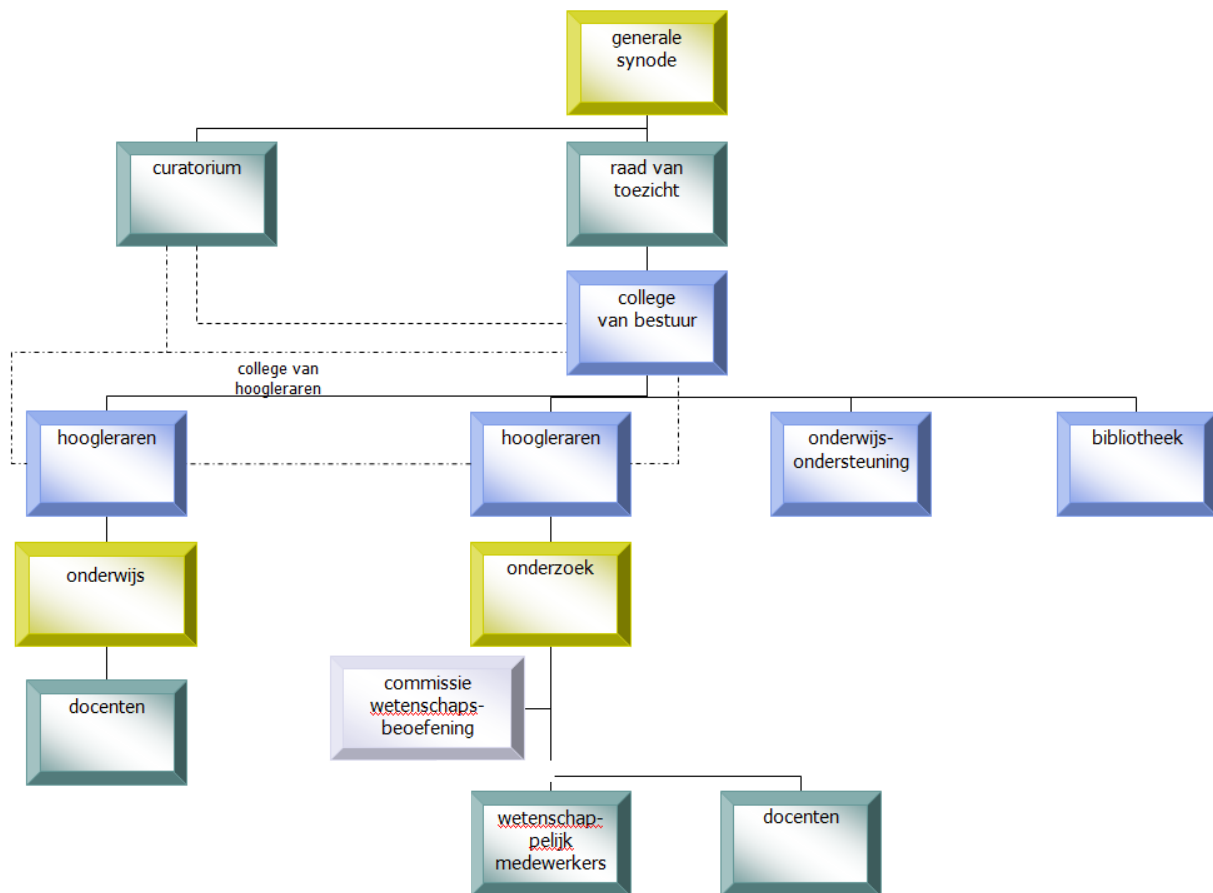 generale
synode
curatorium
raad van
toezicht
college
van bestuur
college van
hoogleraren
hoogleraren
hoogleraren
onderwijs-
ondersteuning
bibliotheek
onderwijs
onderzoek
commissie
wetenschaps-
beoefening
docenten
wetenschap-
pelijk
medewerkers
docenten